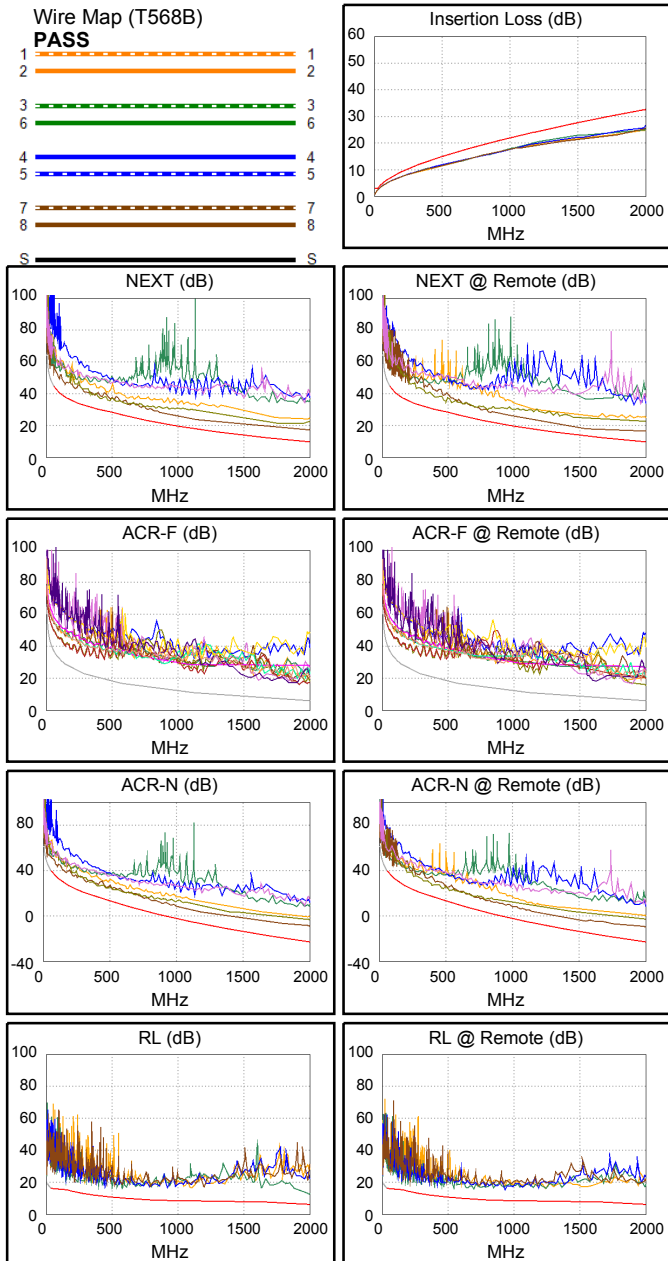 Wire Map (T568B)
PASS
1 1
2 2
3 3
6 6
4 4
5 5
7 7
8 8
S S
Insertion Loss (dB)
60
50
40
30
20
10
0
0 500 1000 1500 2000
MHz
NEXT (dB)
100
80
60
40
20
0
0 500 1000 1500 2000
MHz
NEXT @ Remote (dB)
100
80
60
40
20
0
0 500 1000 1500 2000
MHz
ACR-F (dB)
100
80
60
40
20
0
0 500 1000 1500 2000
MHz
ACR-F @ Remote (dB)
100
80
60
40
20
0
0 500 1000 1500 2000
MHz
ACR-N (dB)
80
40
0
-40
0 500 1000 1500 2000
MHz
ACR-N @ Remote (dB)
80
40
0
-40
0 500 1000 1500 2000
MHz
RL (dB)
100
80
60
40
20
0
0 500 1000 1500 2000
MHz
RL @ Remote (dB)
100
80
60
40
20
0
0 500 1000 1500 2000
MHz